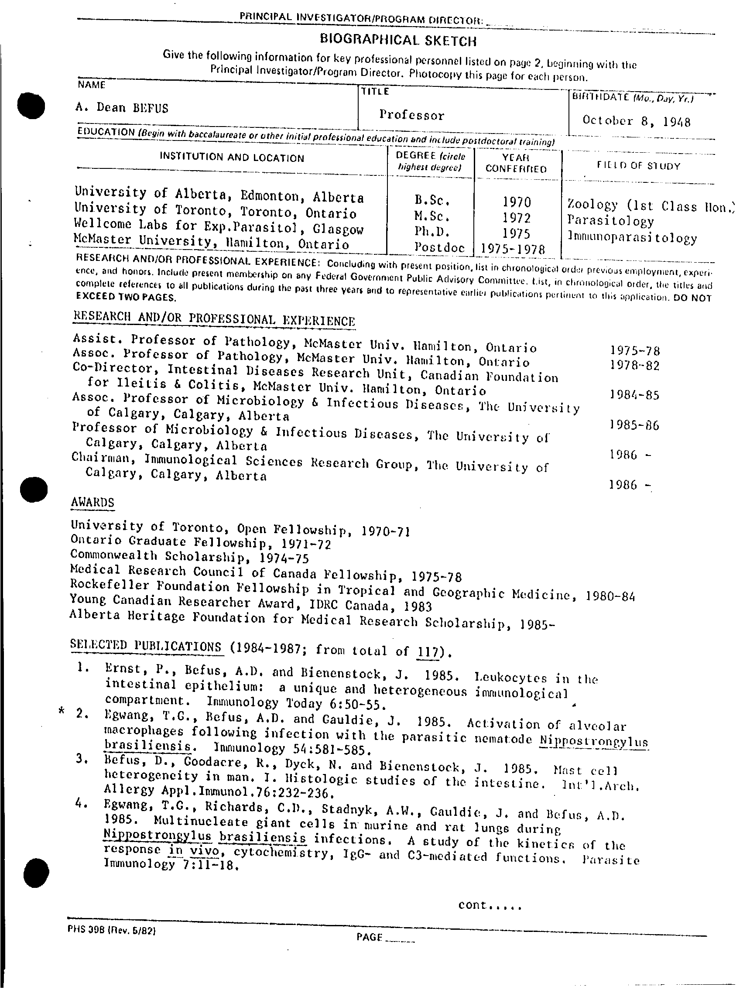 PRINCIPAL INVESTIGATOR/PROGRAM DIRECTOR:
BIOGRAPHICAL SKETCH
Give the following information for key professional personnel listed on page 2, beginning with the
Principal Investigator/Program Director. Photocopy this page for each person.
NAME TITLE BIRTHDATE (Mo., Day, Yr.)
A. Dean BEFUS Professor October 8, 1948
EDUCATION (Begin with baccalaureate or other initial professional education and include postdoctoral training)
INSTITUTION AND LOCATION DEGREE (circle highest degree) YEAR CONFERRED FIELD OF STUDY
University of Alberta, Edmonton, Alberta B.Sc. 1970 Zoology (1st Class Hon.)
University of Toronto, Toronto, Ontario M.Sc. 1972 Parasitology
Wellcome Labs for Exp.Parasitol, Glasgow Ph.D. 1975 Immunoparasitology
McMaster University, Hamilton, Ontario Postdoc 1975-1978
RESEARCH AND/OR PROFESSIONAL EXPERIENCE: Concluding with present position, list in chronological order previous employment, experi-
ence, and honors. Include present membership on any Federal Government Public Advisory Committee. List, in chronological order, the titles and
complete references to all publications during the past three years and to representative earlier publications pertinent to this application. DO NOT
EXCEED TWO PAGES.
RESEARCH AND/OR PROFESSIONAL EXPERIENCE
Assist. Professor of Pathology, McMaster Univ. Hamilton, Ontario 1975-78
Assoc. Professor of Pathology, McMaster Univ. Hamilton, Ontario 1978-82
Co-Director, Intestinal Diseases Research Unit, Canadian Foundation
for Ileitis & Colitis, McMaster Univ. Hamilton, Ontario 1984-85
Assoc. Professor of Microbiology & Infectious Diseases, The University
of Calgary, Calgary, Alberta 1985-86
Professor of Microbiology & Infectious Diseases, The University of
Calgary, Calgary, Alberta 1986 -
Chairman, Immunological Sciences Research Group, The University of
Calgary, Calgary, Alberta 1986 -
AWARDS
University of Toronto, Open Fellowship, 1970-71
Ontario Graduate Fellowship, 1971-72
Commonwealth Scholarship, 1974-75
Medical Research Council of Canada Fellowship, 1975-78
Rockefeller Foundation Fellowship in Tropical and Geographic Medicine, 1980-84
Young Canadian Researcher Award, IDRC Canada, 1983
Alberta Heritage Foundation for Medical Research Scholarship, 1985-
SELECTED PUBLICATIONS (1984-1987; from total of 117).
1. Ernst, P., Befus, A.D. and Bienenstock, J. 1985. Leukocytes in the
intestinal epithelium: a unique and heterogeneous immunological
compartment. Immunology Today 6:50-55.
* 2. Egwang, T.G., Befus, A.D. and Gauldie, J. 1985. Activation of alveolar
macrophages following infection with the parasitic nematode Nippostrongylus
brasiliensis. Immunology 54:581-585.
3. Befus, D., Goodacre, R., Dyck, N. and Bienenstock, J. 1985. Mast cell
heterogeneity in man. I. Histologic studies of the intestine. Int'l.Arch.
Allergy Appl.Immunol.76:232-236.
4. Egwang, T.G., Richards, C.D., Stadnyk, A.W., Gauldie, J. and Befus, A.D.
1985. Multinucleate giant cells in murine and rat lungs during
Nippostrongylus brasiliensis infections. A study of the kinetics of the
response in vivo, cytochemistry, IgG- and C3-mediated functions. Parasite
Immunology 7:11-18.
cont.....
PHS 398 (Rev. 5/82)
PAGE